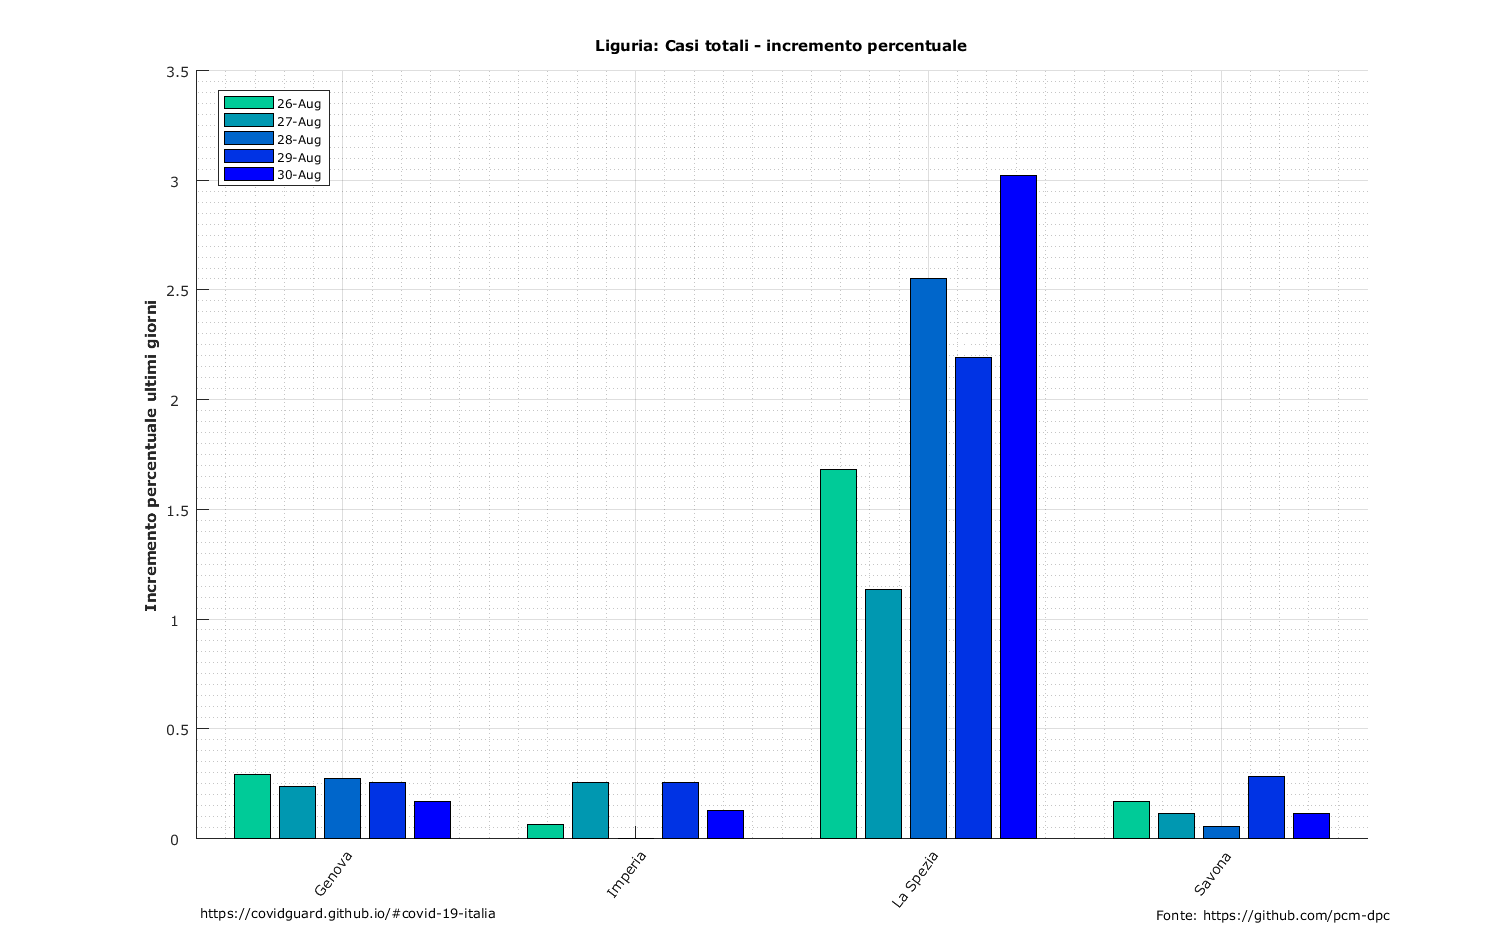 Liguria: Casi totali - incremento percentuale
3.5
3
2.5
2
1.5
1
0.5
0
26-Aug
27-Aug
28-Aug
29-Aug
30-Aug
Incremento percentuale ultimi giorni
Genova
Imperia
La Spezia
Savona
https://covidguard.github.io/#covid-19-italia
Fonte: https://github.com/pcm-dpc